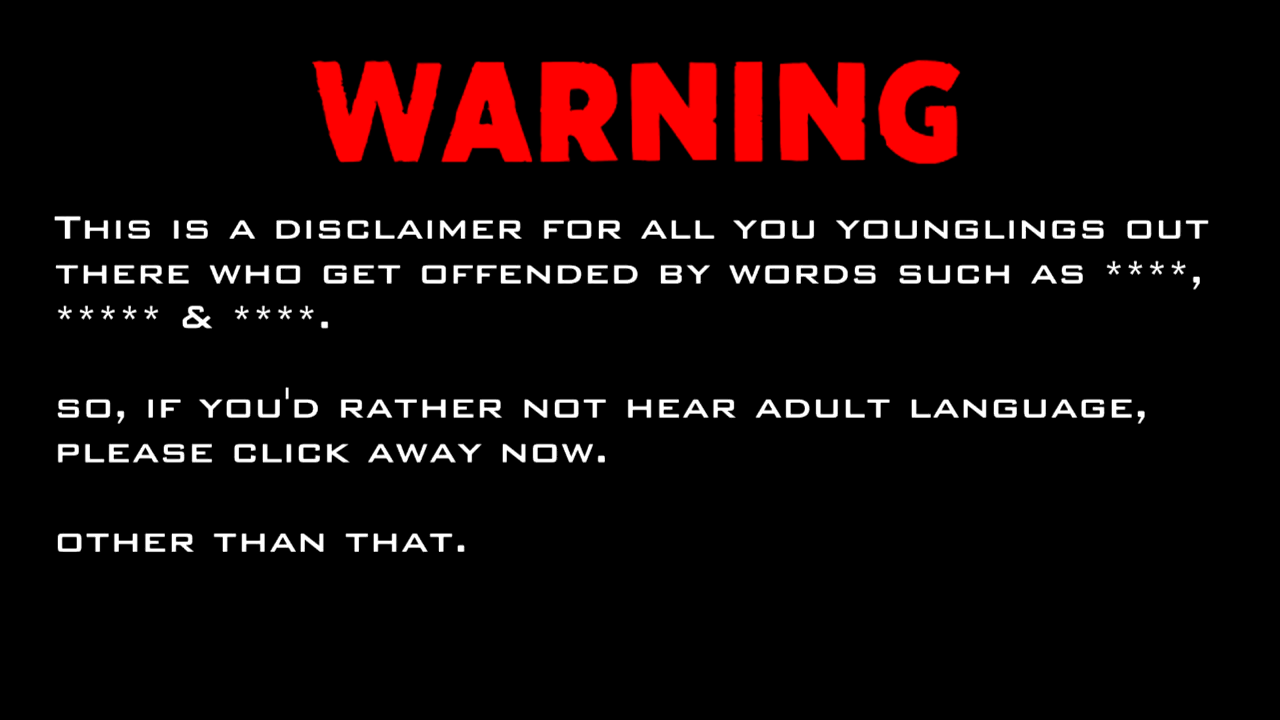 WARNING
This is a disclaimer for all you younglings out
there who get offended by words such as ****,
***** & ****.
so, if you'd rather not hear adult language,
please click away now.
other than that.